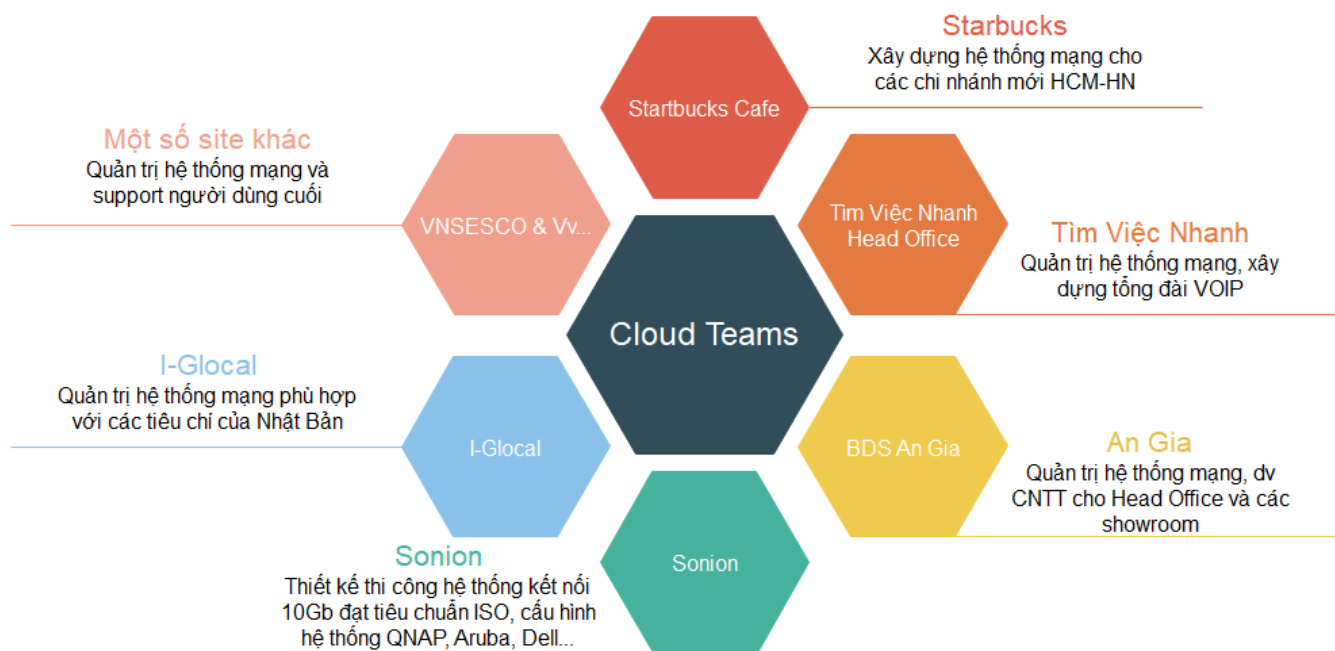 Starbucks
Xây dựng hệ thống mạng cho
các chi nhánh mới HCM-HN
Startbucks Cafe
Một số site khác
Quản trị hệ thống mạng và
support người dùng cuối
VNSESCO & Vv...
Tìm Việc Nhanh
Head Office
Tìm Việc Nhanh
Quản trị hệ thống mạng, xây
dựng tổng đài VOIP
Cloud Teams
I-Glocal
Quản trị hệ thống mạng phù hợp
với các tiêu chí của Nhật Bản
I-Glocal
BDS An Gia
An Gia
Quản trị hệ thống mạng, dv
CNTT cho Head Office và các
showroom
Sonion
Thiết kế thi công hệ thống kết nối
10Gb đạt tiêu chuẩn ISO, cấu hình
hệ thống QNAP, Aruba, Dell...
Sonion